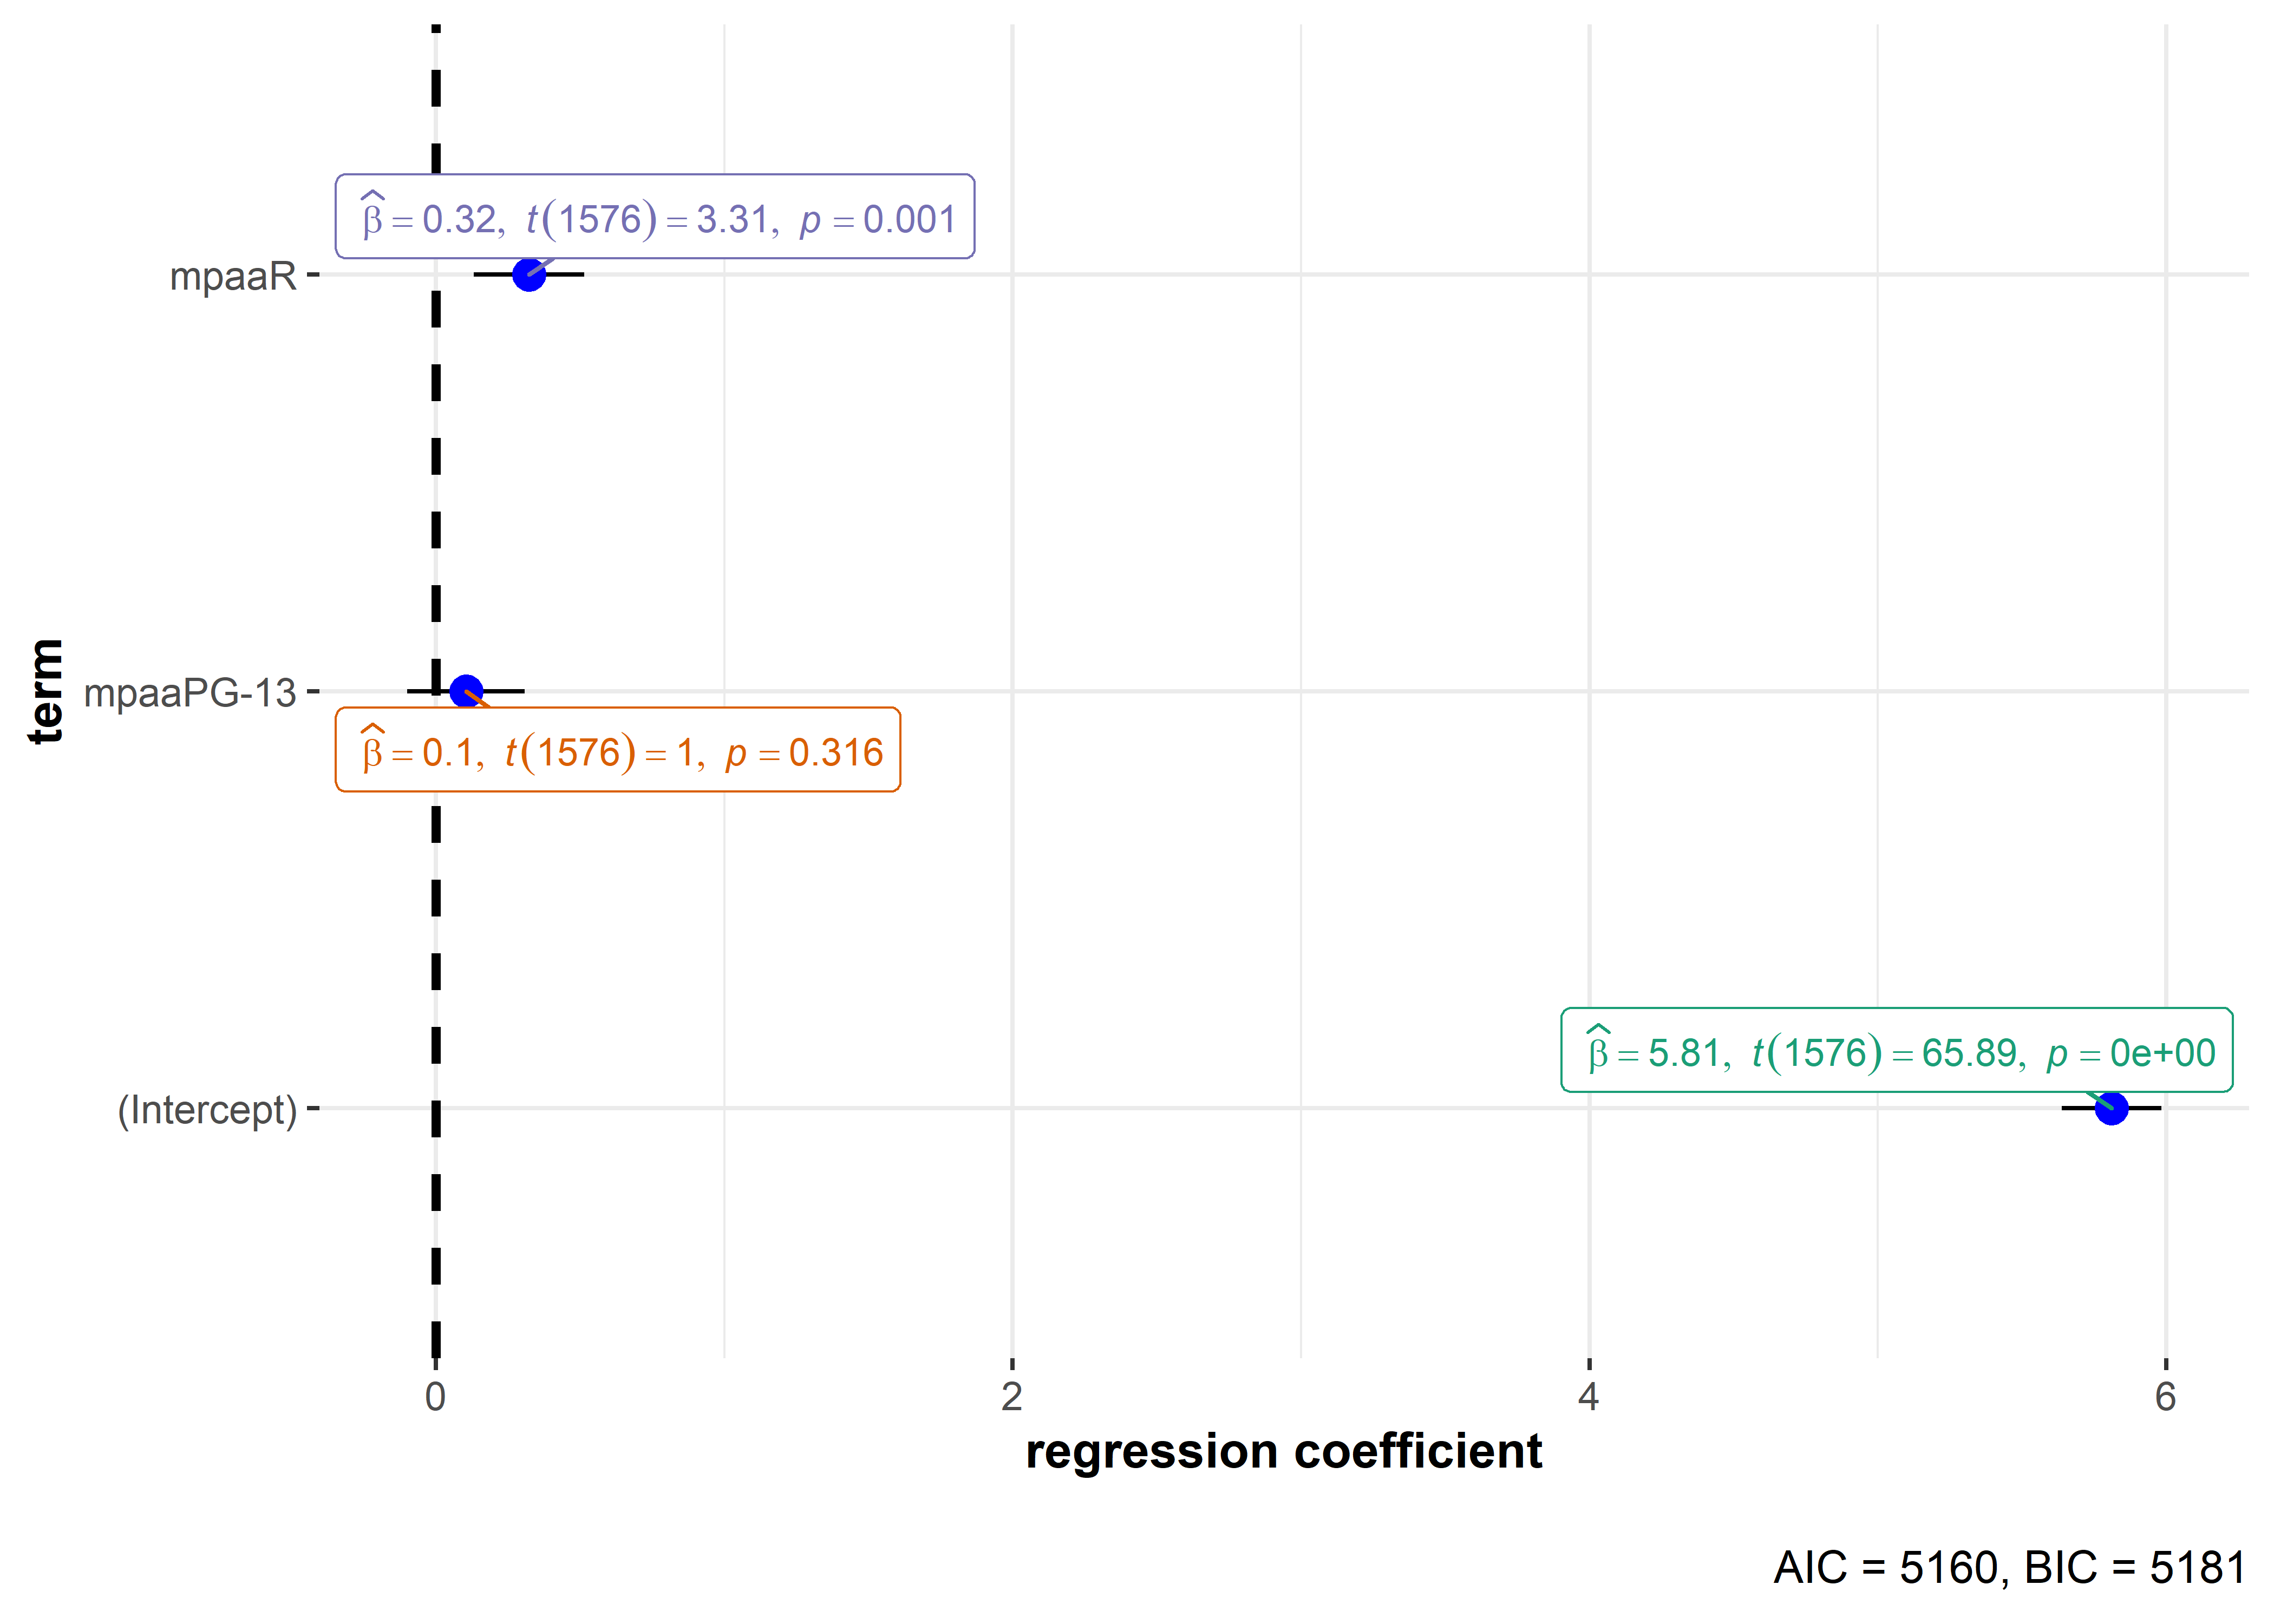 β̂ = 0.32, t(1576) = 3.31, p = 0.001
mpaaR
term
mpaaPG-13
β̂ = 0.1, t(1576) = 1, p = 0.316
β̂ = 5.81, t(1576) = 65.89, p = 0e+00
(Intercept)
0 2 4 6
regression coefficient
AIC = 5160, BIC = 5181